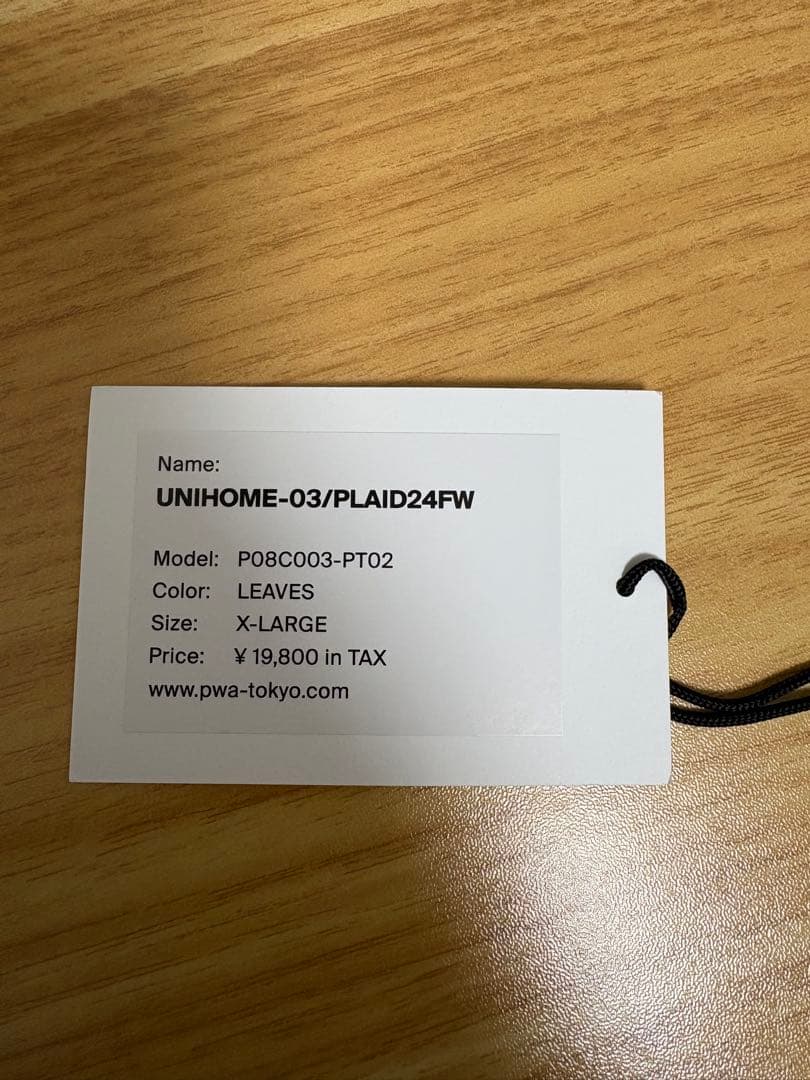 Name:
UNIHOME-03/PLAID24FW
Model: P08C003-PT02
Color: LEAVES
Size: X-LARGE
Price: ¥ 19,800 in TAX
www.pwa-tokyo.com